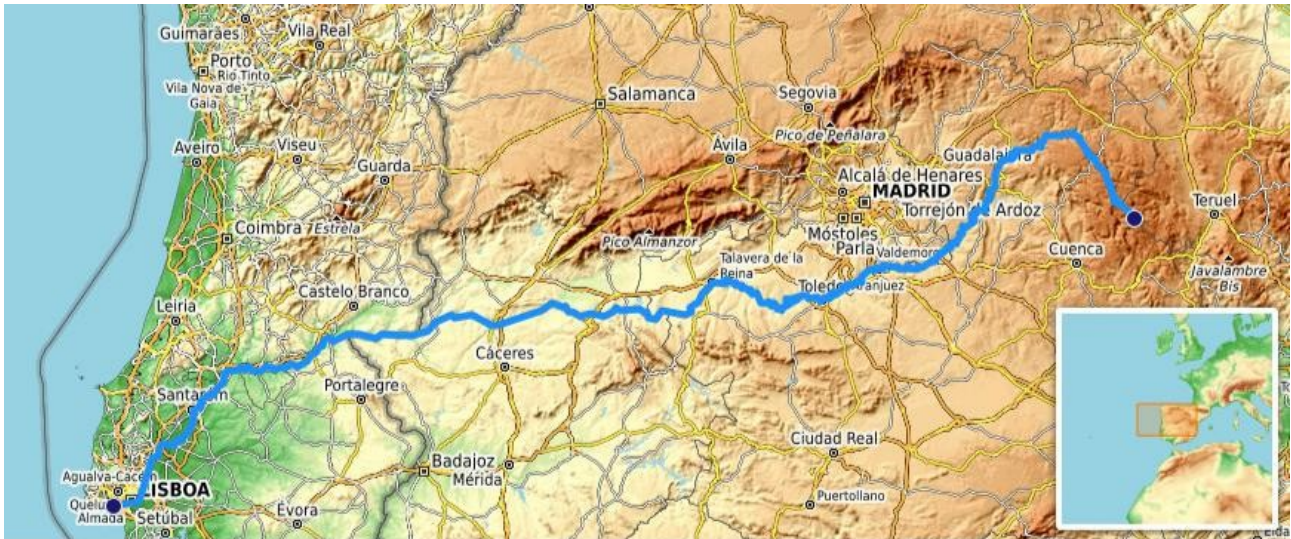 Guimarães
Vila Real
Porto
Rio Tinto
Vila Nova de
Gaia
Salamanca
Segovia
Pico de Peñalara
Aveiro
Viseu
Guarda
Ávila
Guadalajara
Alcalá de Henares
MADRID
Torrejón de Ardoz
Teruel
Coimbra
Estrela
Pico Almanzor
Móstoles
Parla
Valdemoro
Cuenca
Talavera de la
Reina
Javalambre
Bis
Castelo Branco
Toledo
Aranjuez
Leiria
Cáceres
Santarém
Portalegre
Ciudad Real
Badajoz
Mérida
Agualva-Cacém
LISBOA
Queluz
Almada
Setúbal
Évora
Puertollano